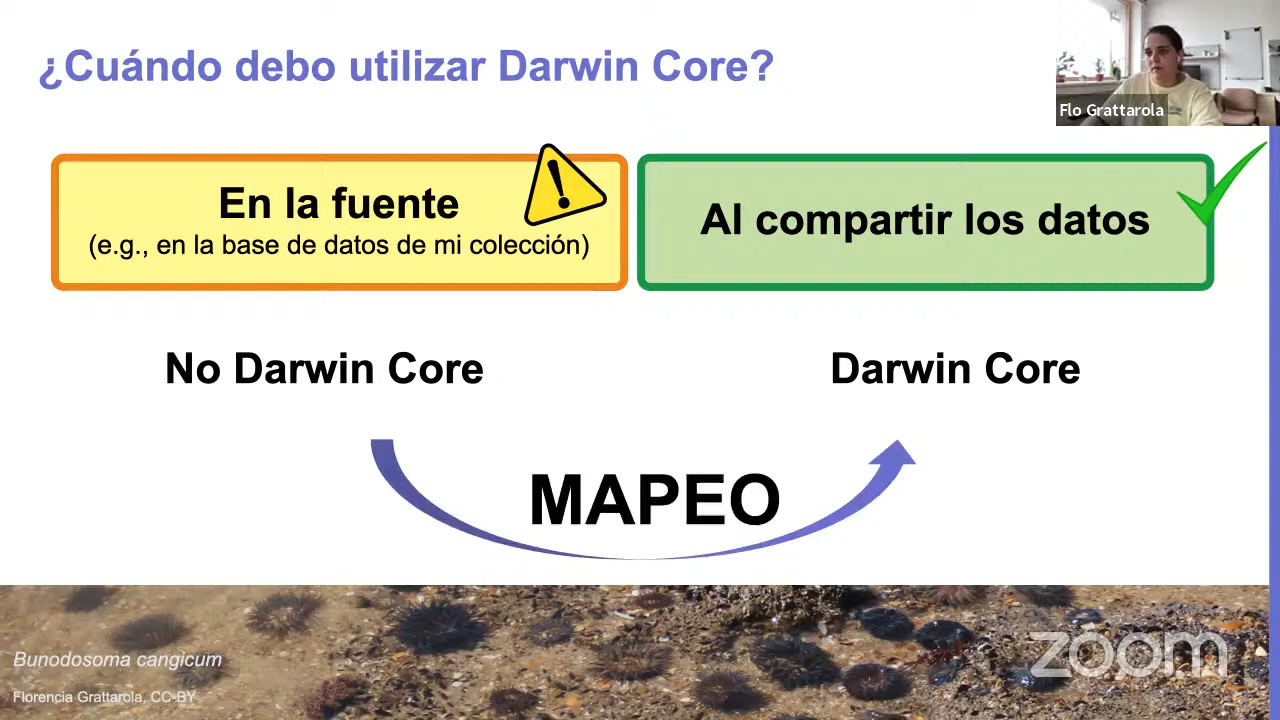 ¿Cuándo debo utilizar Darwin Core?
Flo Grattarola
En la fuente
(e.g., en la base de datos de mi colección)
Al compartir los datos
No Darwin Core
Darwin Core
MAPEO
Bunodosoma cangicum
Florencia Grattarola, CC-BY
zoom